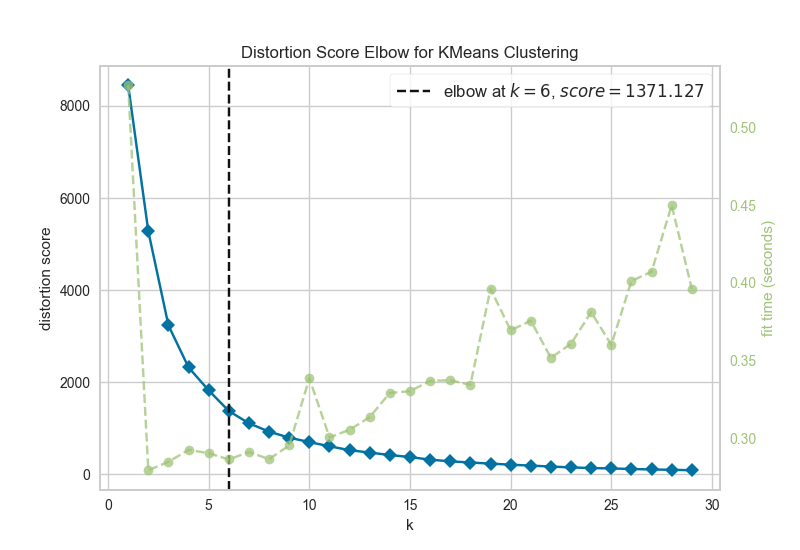 Distortion Score Elbow for KMeans Clustering
elbow at k = 6, score = 1371.127
distortion score
8000
6000
4000
2000
0
0.50
0.45
0.40
0.35
0.30
fit time (seconds)
0 5 10 15 20 25 30
k